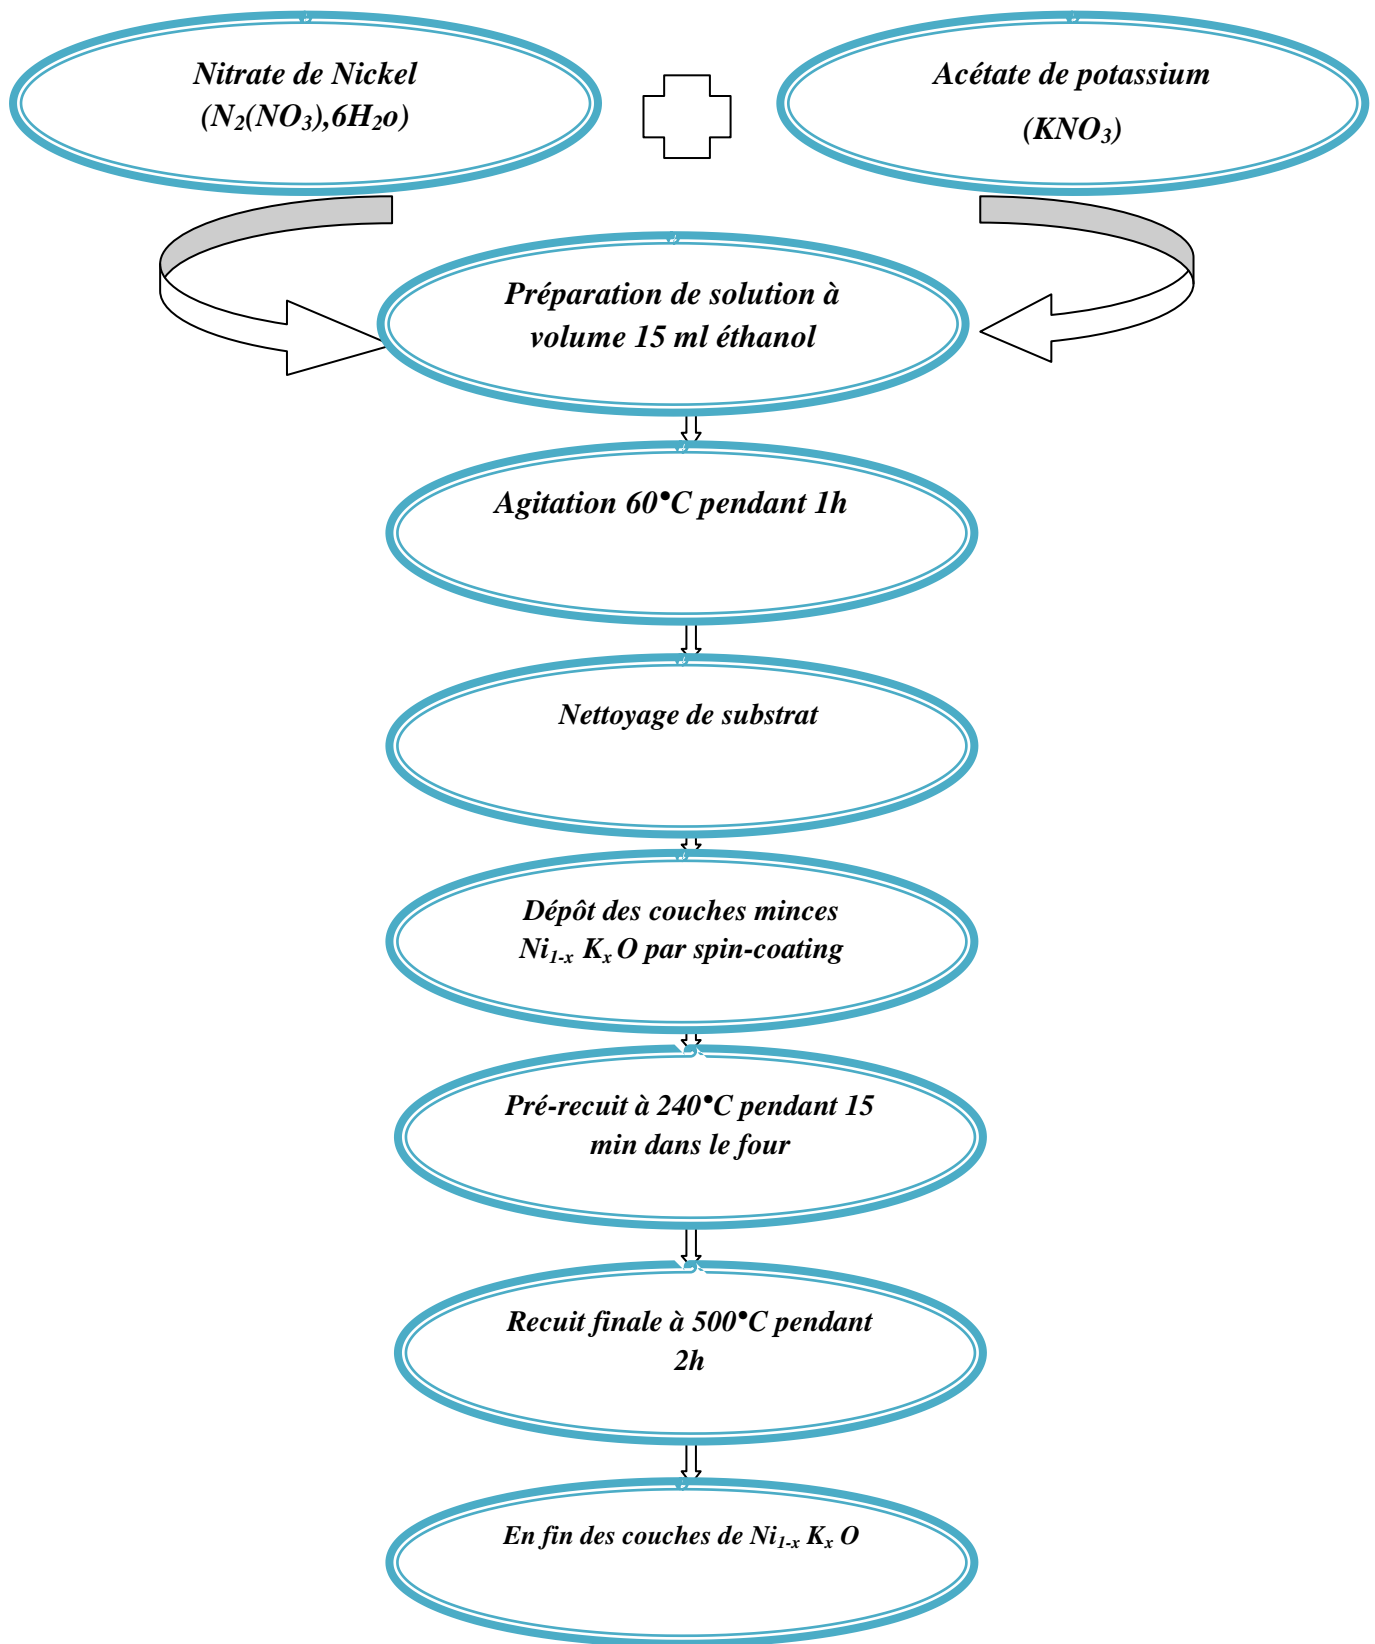 Nitrate de Nickel
(N₂(NO₃),6H₂o)
Acétate de potassium
(KNO₃)
Préparation de solution à
volume 15 ml éthanol
Agitation 60•C pendant 1h
Nettoyage de substrat
Dépôt des couches minces
Ni₁₋ₓ Kₓ O par spin-coating
Pré-recuit à 240•C pendant 15
min dans le four
Recuit finale à 500•C pendant
2h
En fin des couches de Ni₁₋ₓ Kₓ O